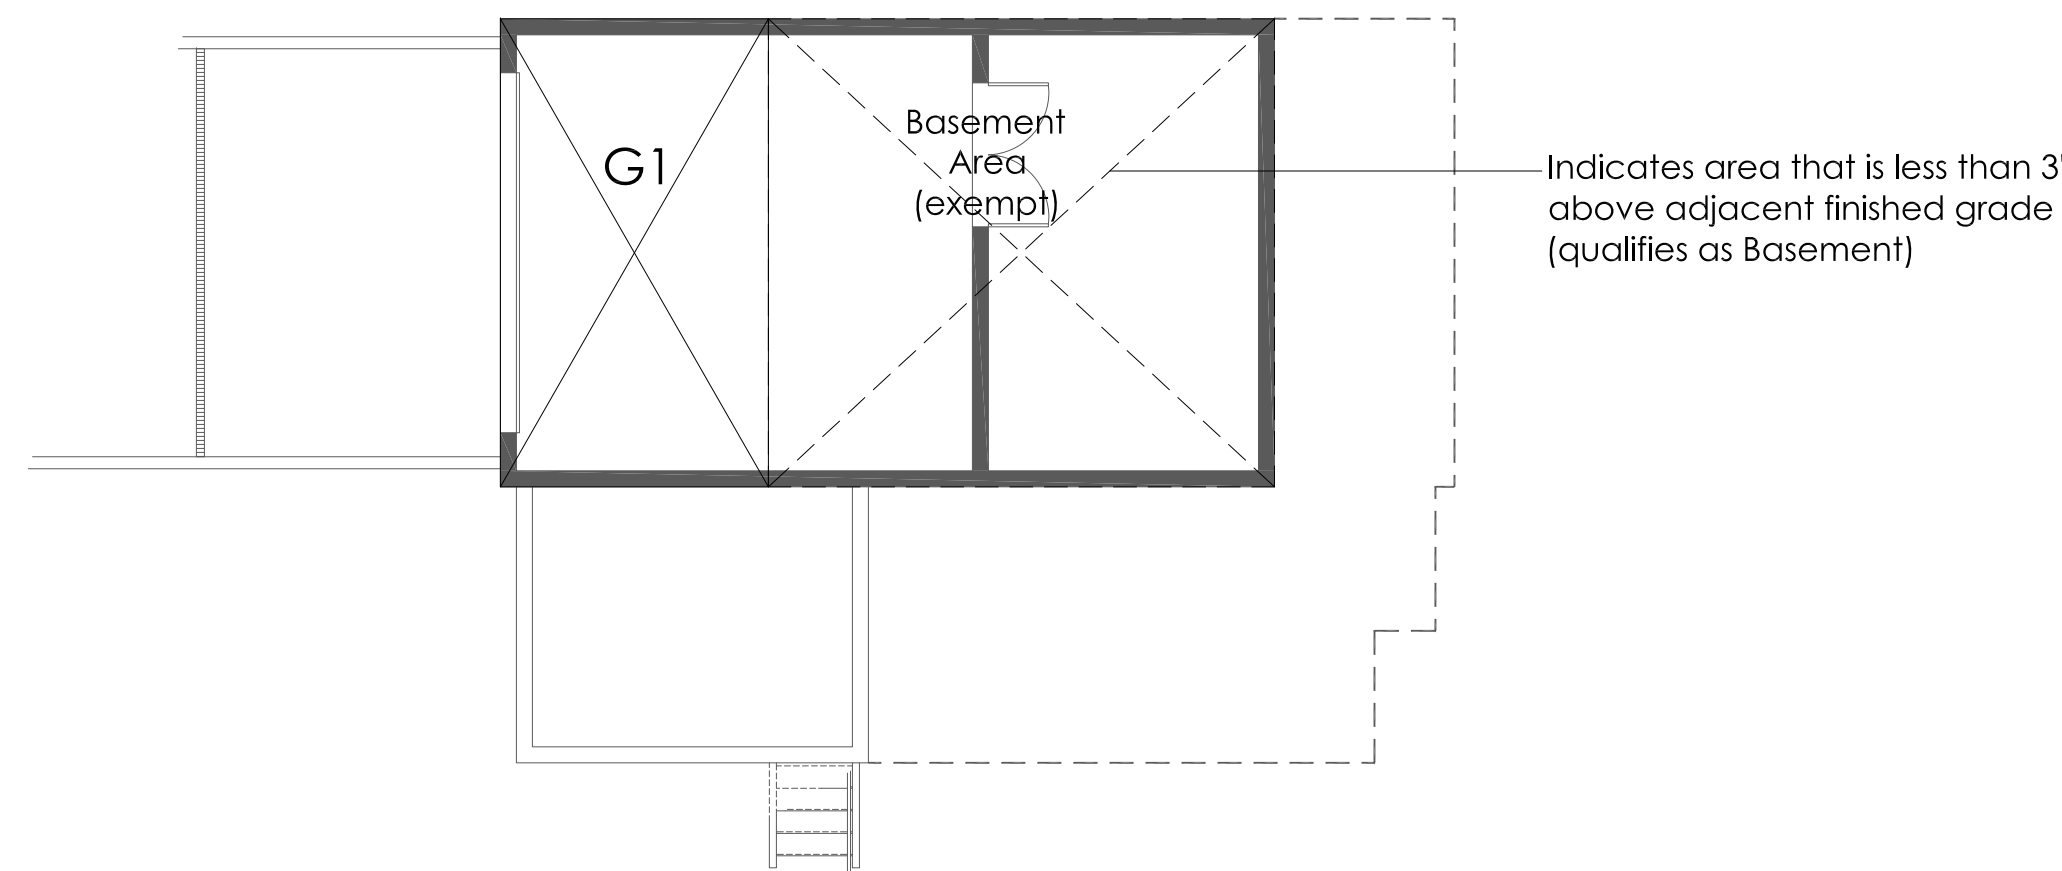 G1
Basement
Area
(exempt)
Indicates area that is less than 3'
above adjacent finished grade
(qualifies as Basement)